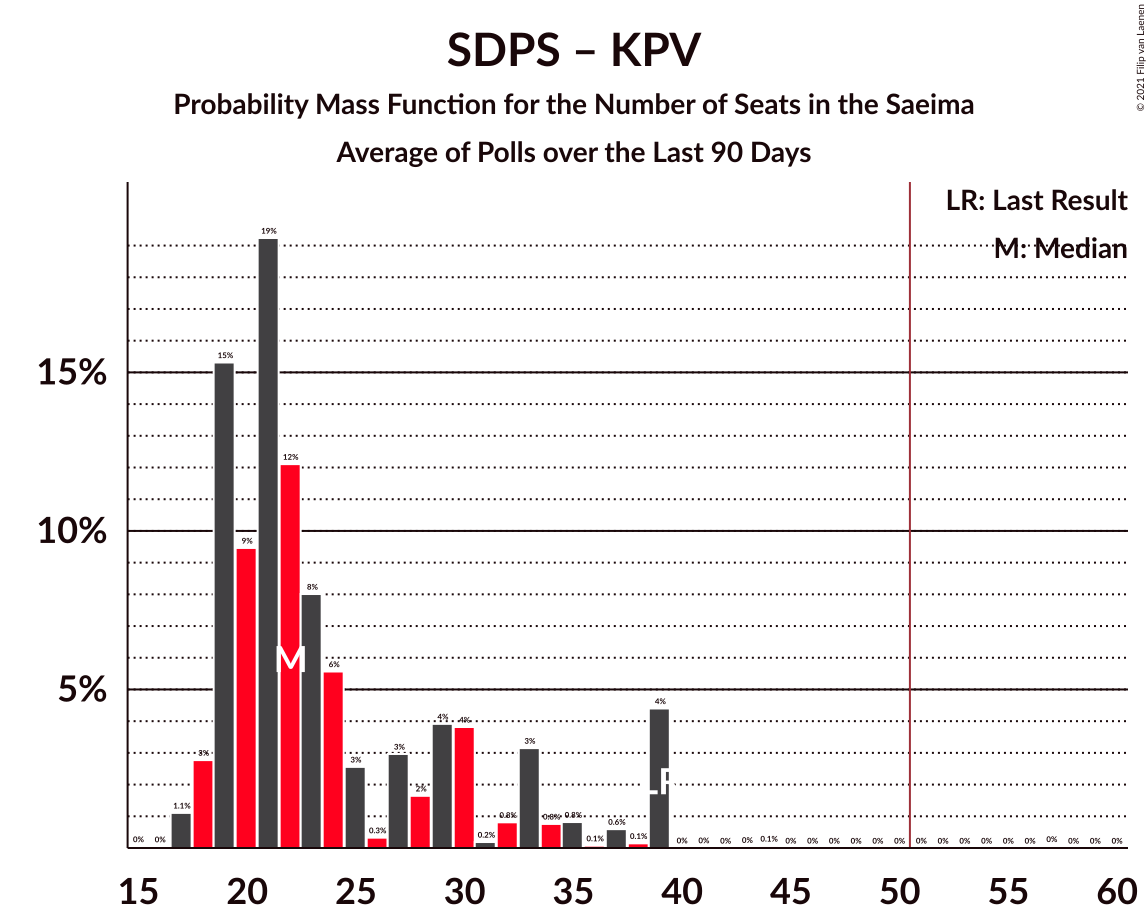 SDPS – KPV
Probability Mass Function for the Number of Seats in the Saeima
Average of Polls over the Last 90 Days
© 2021 Filip van Laenen
LR: Last Result
M: Median
15%
10%
5%
0% 0% 1.1% 3% 15% 9% 19% 12% 8% 6% 3% 0.3% 3% 2% 4% 4% 0.2% 0.8% 3% 0.8% 0.8% 0.1% 0.6% 0.1% 4% 0% 0% 0% 0% 0.1% 0% 0% 0% 0% 0% 0% 0% 0% 0% 0% 0% 0% 0% 0% 0% 0%
M
LR
15 20 25 30 35 40 45 50 55 60